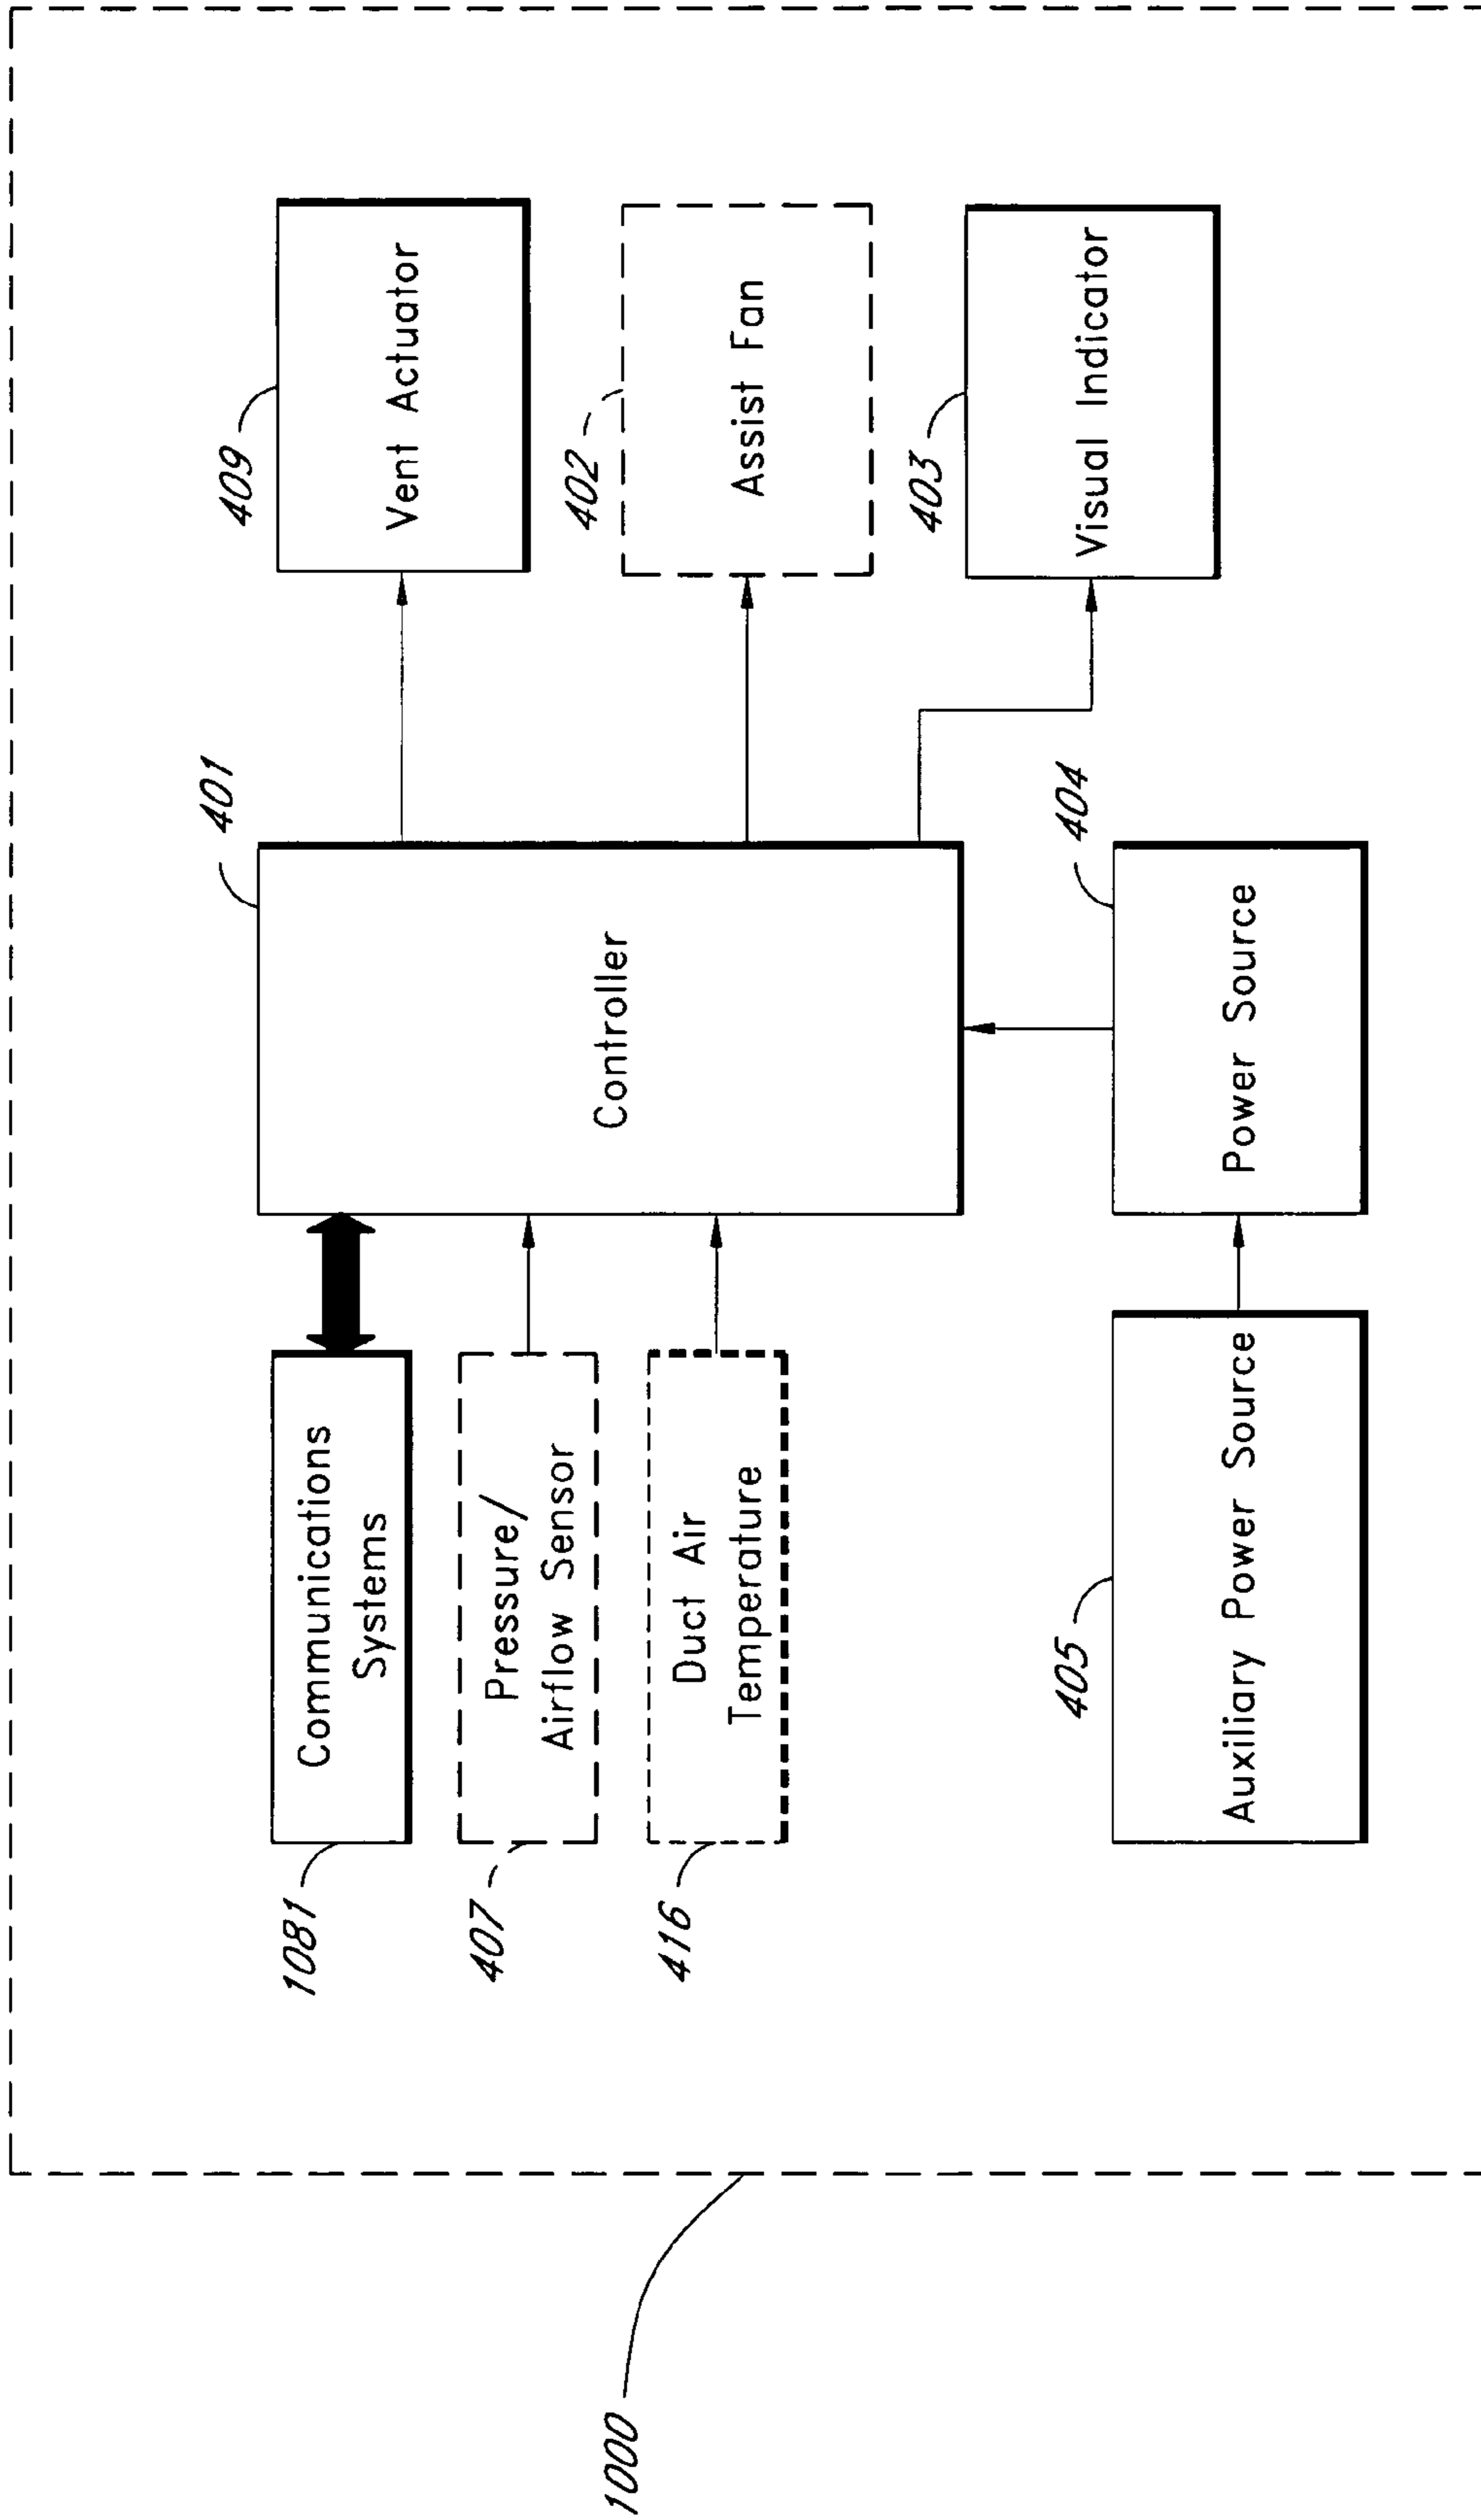 1000
1081
Communications
Systems
407
Pressure/
Airflow Sensor
416
Duct Air
Temperature
405
Auxiliary Power Source
401
Controller
404
Power Source
409
Vent Actuator
402
Assist Fan
403
Visual Indicator